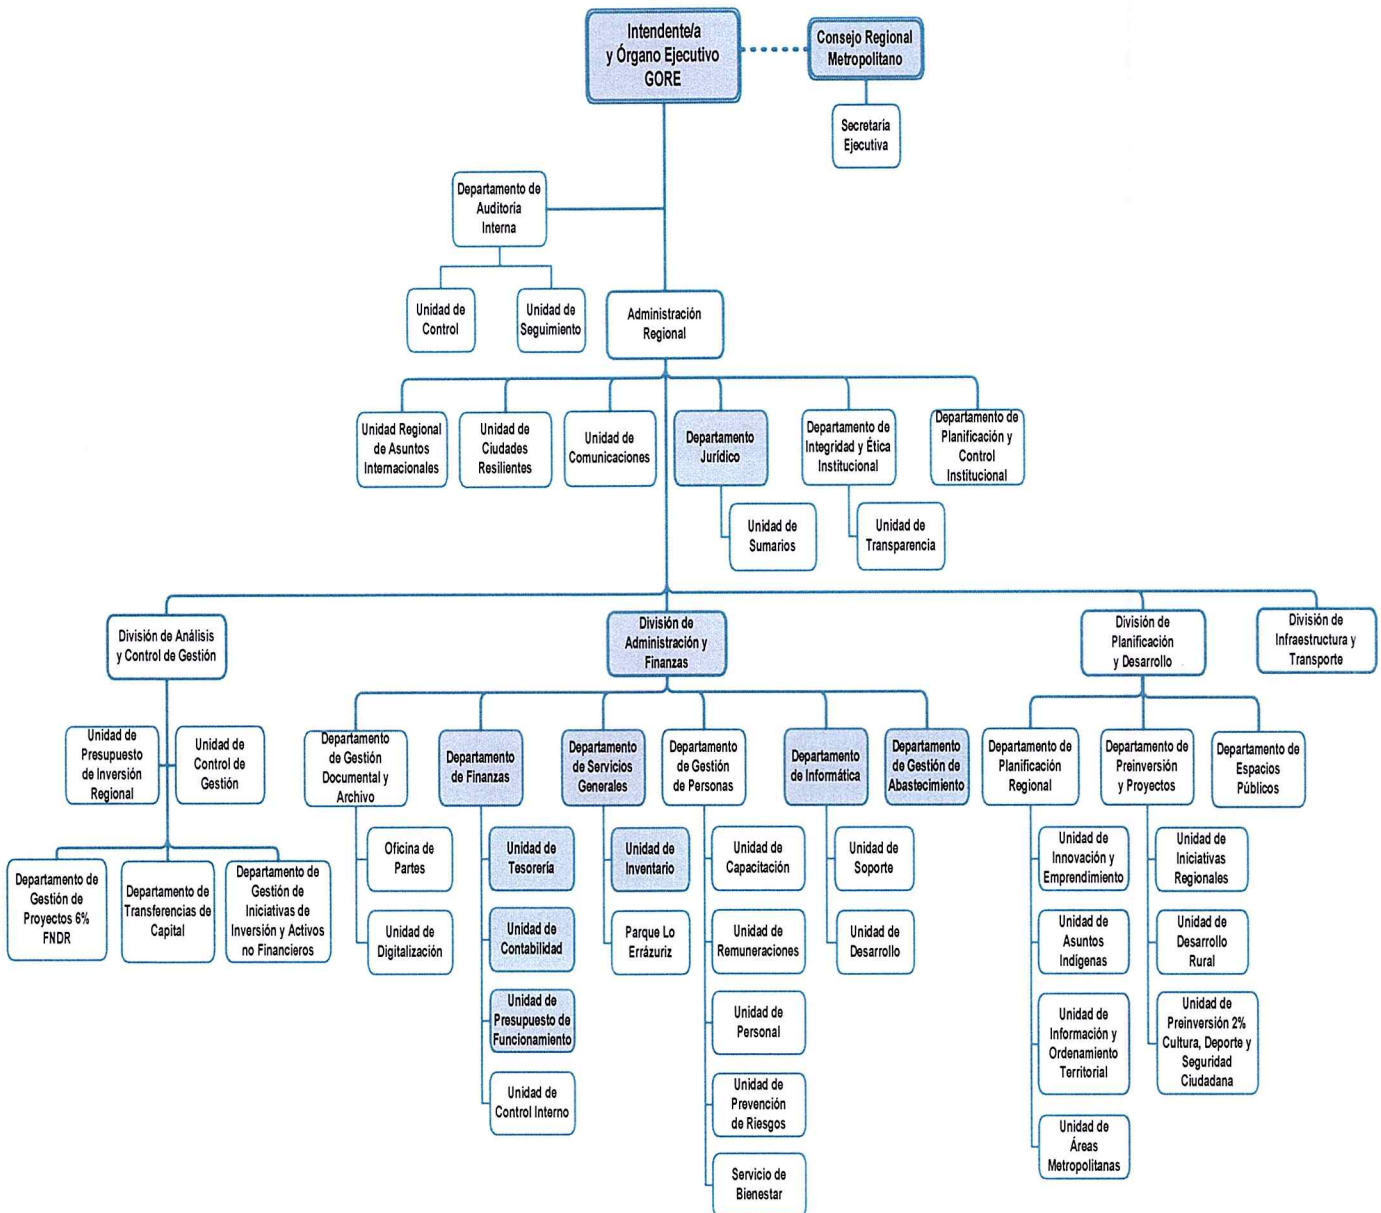 Intendente/a
y Órgano Ejecutivo
GORE
Consejo Regional
Metropolitano
Secretaría
Ejecutiva
Departamento de
Auditoría
Interna
Unidad de
Control
Unidad de
Seguimiento
Administración
Regional
Unidad Regional
de Asuntos
Internacionales
Unidad de
Ciudades
Resilientes
Unidad de
Comunicaciones
Departamento
Jurídico
Departamento de
Integridad y Ética
Institucional
Departamento de
Planificación y
Control
Institucional
Unidad de
Sumarios
Unidad de
Transparencia
División de Análisis
y Control de Gestión
División de
Administración y
Finanzas
División de
Planificación
y Desarrollo
División de
Infraestructura y
Transporte
Unidad de
Presupuesto
de Inversión
Regional
Unidad de
Control de
Gestión
Departamento
de Gestión
Documental y
Archivo
Departamento
de Finanzas
Departamento
de Servicios
Generales
Departamento
de Gestión
de Personas
Departamento
de Informática
Departamento
de Gestión de
Abastecimiento
Departamento de
Planificación
Regional
Departamento de
Preinversión
y Proyectos
Departamento de
Espacios
Públicos
Departamento de
Gestión de
Proyectos 6%
FNDR
Departamento de
Transferencias de
Capital
Departamento de
Gestión de
Iniciativas de
Inversión y Activos
no Financieros
Oficina de
Partes
Unidad de
Digitalización
Unidad de
Tesorería
Unidad de
Contabilidad
Unidad de
Presupuesto de
Funcionamiento
Unidad de
Control Interno
Unidad de
Inventario
Parque Lo
Errázuriz
Unidad de
Capacitación
Unidad de
Remuneraciones
Unidad de
Personal
Unidad de
Prevención
de Riesgos
Servicio de
Bienestar
Unidad de
Soporte
Unidad de
Desarrollo
Unidad de
Innovación y
Emprendimiento
Unidad de
Asuntos
Indígenas
Unidad de
Información y
Ordenamiento
Territorial
Unidad de
Áreas
Metropolitanas
Unidad de
Iniciativas
Regionales
Unidad de
Desarrollo
Rural
Unidad de
Preinversión 2%
Cultura, Deporte y
Seguridad
Ciudadana